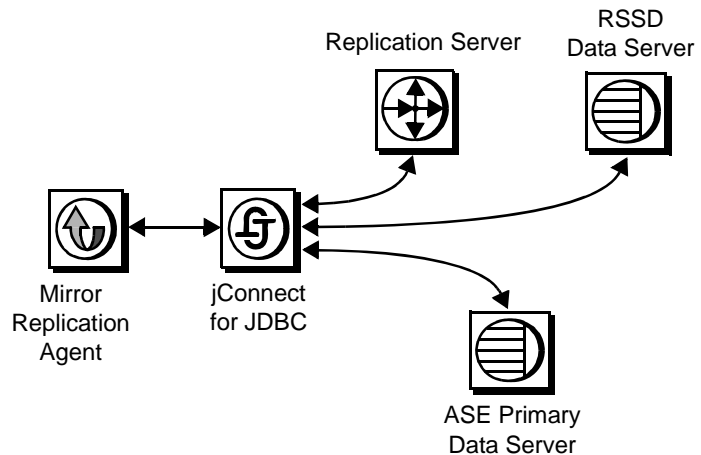 RSSD
Data Server
Replication Server
Mirror
Replication
Agent
jConnect
for JDBC
ASE Primary
Data Server